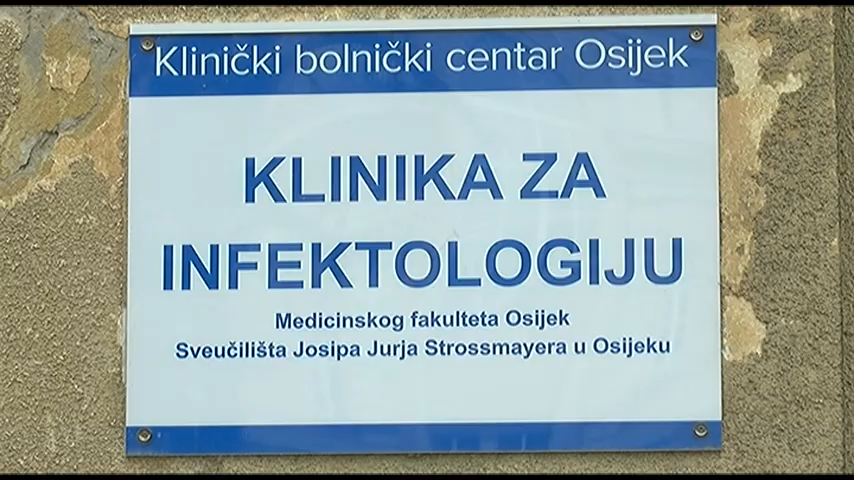 Klinički bolnički centar Osijek
KLINIKA ZA
INFEKTOLOGIJU
Medicinskog fakulteta Osijek
Sveučilišta Josipa Jurja Strossmayera u Osijeku